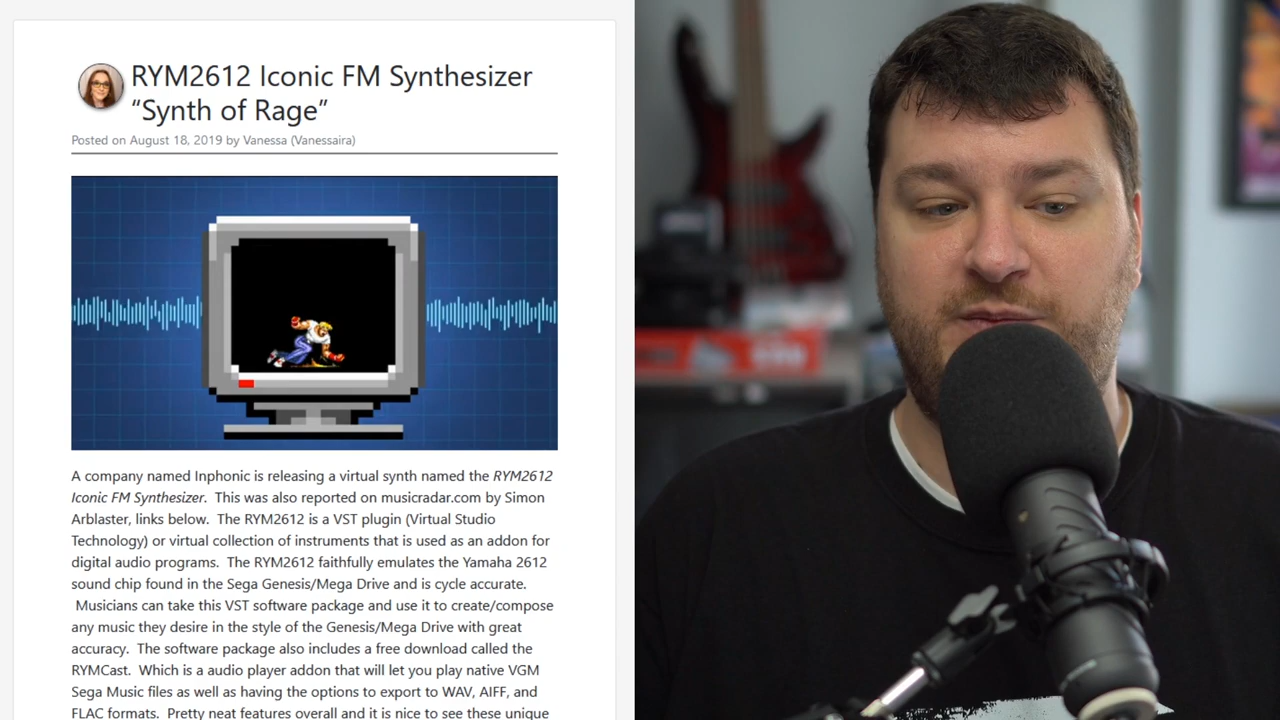 RYM2612 Iconic FM Synthesizer
“Synth of Rage”
Posted on August 18, 2019 by Vanessa (Vanessaira)
A company named Inphonic is releasing a virtual synth named the RYM2612
Iconic FM Synthesizer.  This was also reported on musicradar.com by Simon
Arblaster, links below.  The RYM2612 is a VST plugin (Virtual Studio
Technology) or virtual collection of instruments that is used as an addon for
digital audio programs.  The RYM2612 faithfully emulates the Yamaha 2612
sound chip found in the Sega Genesis/Mega Drive and is cycle accurate.
Musicians can take this VST software package and use it to create/compose
any music they desire in the style of the Genesis/Mega Drive with great
accuracy.  The software package also includes a free download called the
RYMCast.  Which is a audio player addon that will let you play native VGM
Sega Music files as well as having the options to export to WAV, AIFF, and
FLAC formats.  Pretty neat features overall and it is nice to see these unique